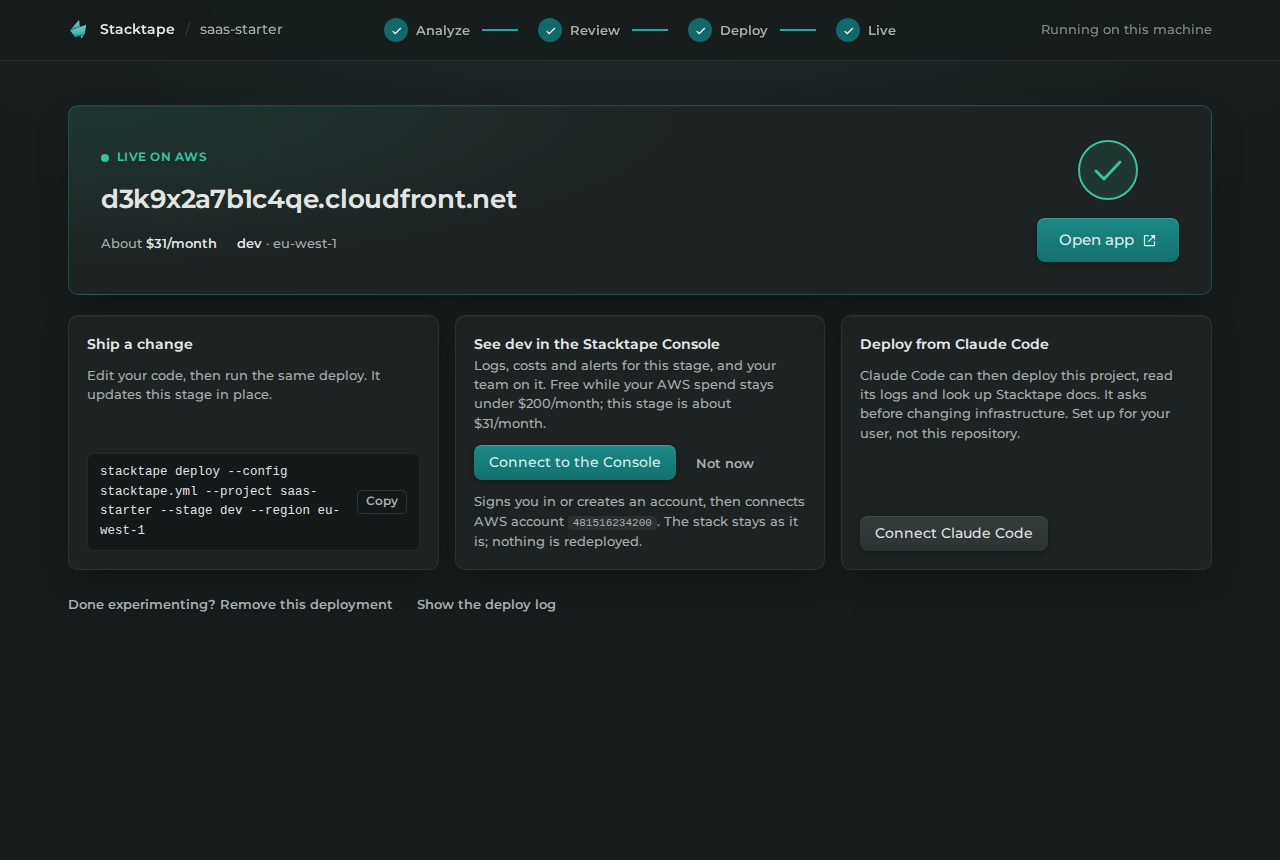 Stacktape / saas-starter
Analyze
Review
Deploy
Live
Running on this machine
LIVE ON AWS
d3k9x2a7b1c4qe.cloudfront.net
About $31/month dev · eu-west-1
Open app
Ship a change
Edit your code, then run the same deploy. It
updates this stage in place.
stacktape deploy --config
stacktape.yml --project saas-
starter --stage dev --region eu-
west-1
Copy
See dev in the Stacktape Console
Logs, costs and alerts for this stage, and your
team on it. Free while your AWS spend stays
under $200/month; this stage is about
$31/month.
Connect to the Console
Not now
Signs you in or creates an account, then connects
AWS account 481516234200. The stack stays as it
is; nothing is redeployed.
Deploy from Claude Code
Claude Code can then deploy this project, read
its logs and look up Stacktape docs. It asks
before changing infrastructure. Set up for your
user, not this repository.
Connect Claude Code
Done experimenting? Remove this deployment
Show the deploy log